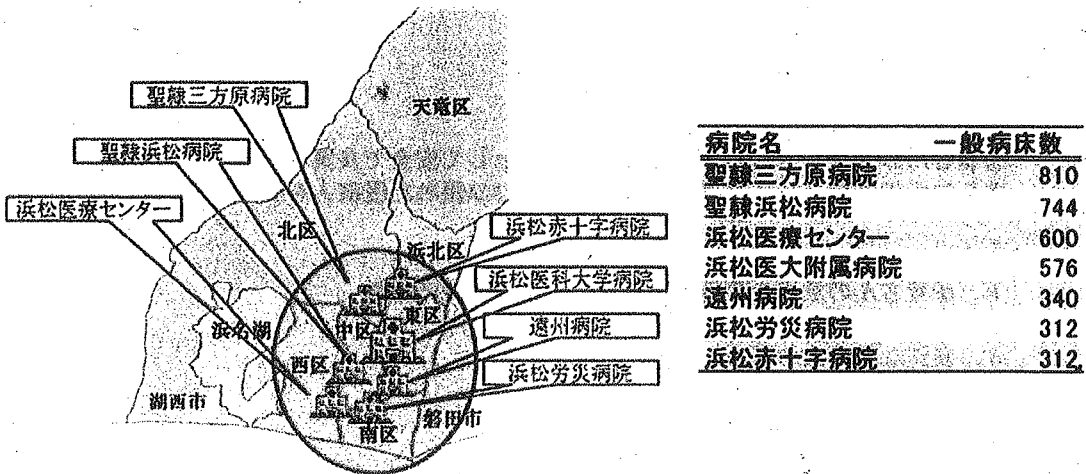 聖隷三方原病院
天竜区
聖隷浜松病院
浜松医療センター
北区
浜北区
浜松赤十字病院
浜松医科大学病院
東区
中区
浜名湖
遠州病院
西区
浜松労災病院
湖西市
磐田市
南区
病院名 一般病床数
聖隷三方原病院 810
聖隷浜松病院 744
浜松医療センター 600
浜松医大附属病院 576
遠州病院 340
浜松労災病院 312
浜松赤十字病院 312